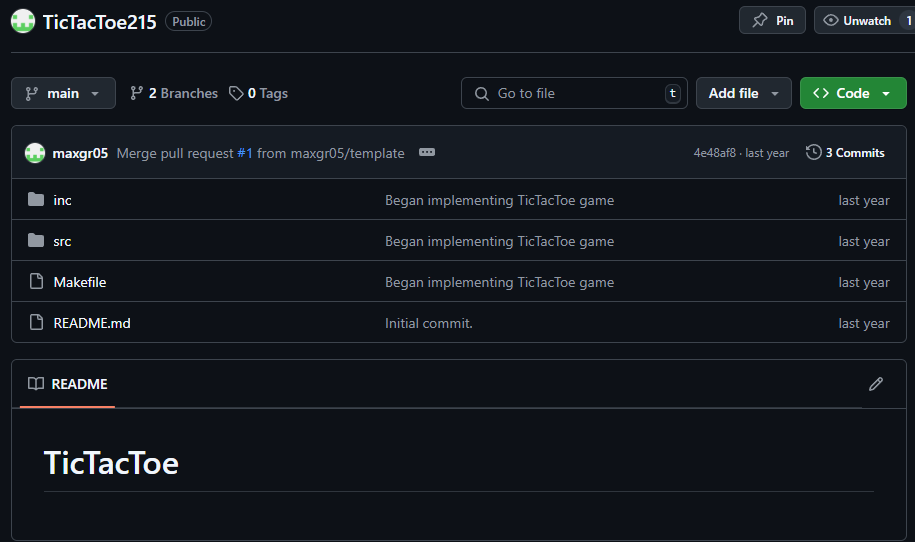 TicTacToe215 Public Pin Unwatch 1
main 2 Branches 0 Tags Go to file t Add file Code
maxgr05 Merge pull request #1 from maxgr05/template 4e48af8 · last year 3 Commits
inc Began implementing TicTacToe game last year
src Began implementing TicTacToe game last year
Makefile Began implementing TicTacToe game last year
README.md Initial commit. last year
README
TicTacToe